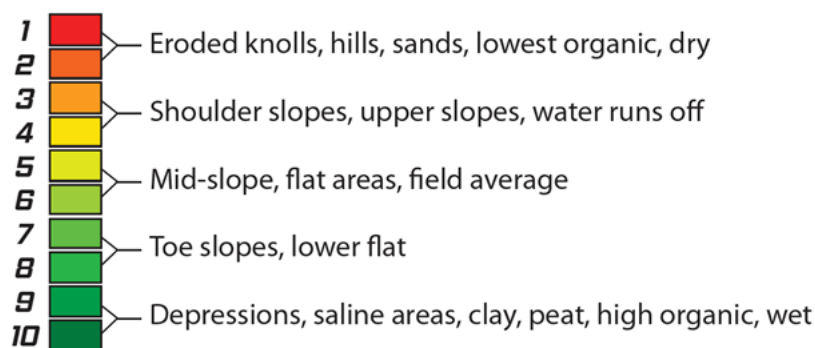 1
Eroded knolls, hills, sands, lowest organic, dry
2
3
Shoulder slopes, upper slopes, water runs off
4
5
Mid-slope, flat areas, field average
6
7
Toe slopes, lower flat
8
9
Depressions, saline areas, clay, peat, high organic, wet
10